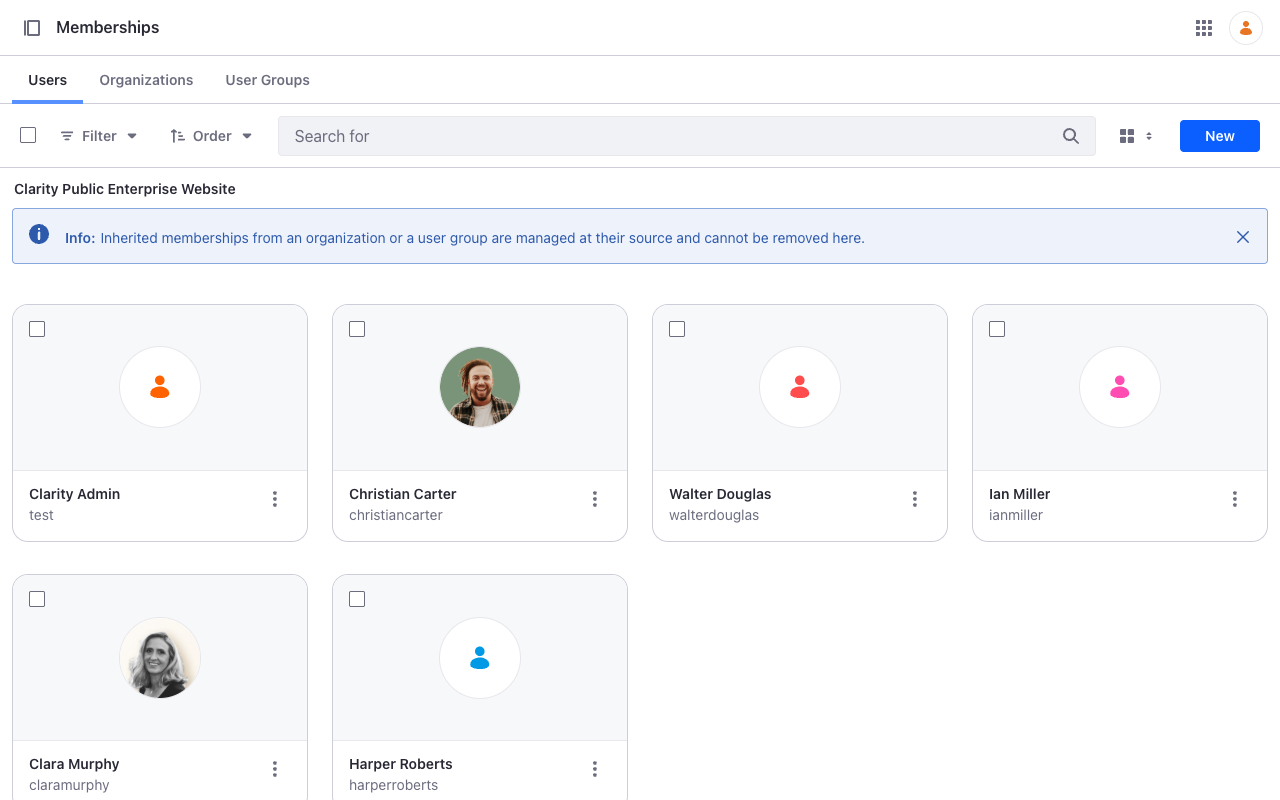 Memberships
Users Organizations User Groups
Filter Order Search for New
Clarity Public Enterprise Website
Info: Inherited memberships from an organization or a user group are managed at their source and cannot be removed here.
Clarity Admin
test
Christian Carter
christiancarter
Walter Douglas
walterdouglas
Ian Miller
ianmiller
Clara Murphy
claramurphy
Harper Roberts
harperroberts